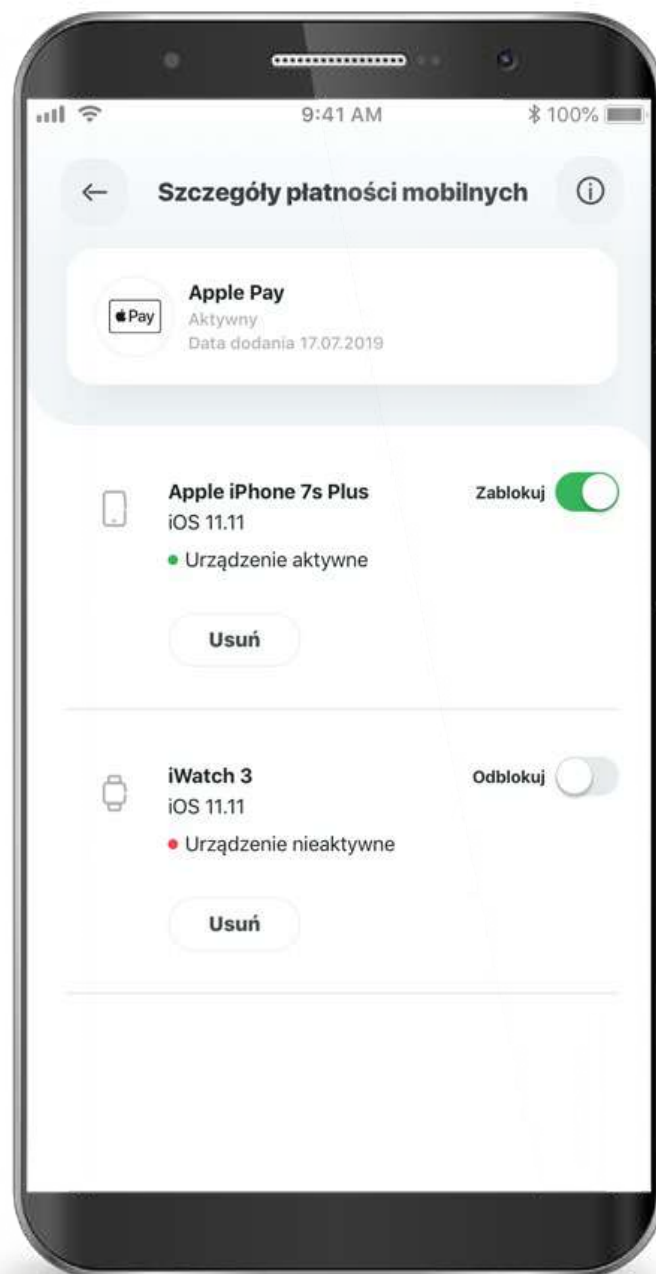 9:41 AM
100%
Szczegóły płatności mobilnych
Pay
Apple Pay
Aktywny
Data dodania 17.07.2019
Apple iPhone 7s Plus
Zablokuj
iOS 11.11
Urządzenie aktywne
Usuń
iWatch 3
Odblokuj
iOS 11.11
Urządzenie nieaktywne
Usuń